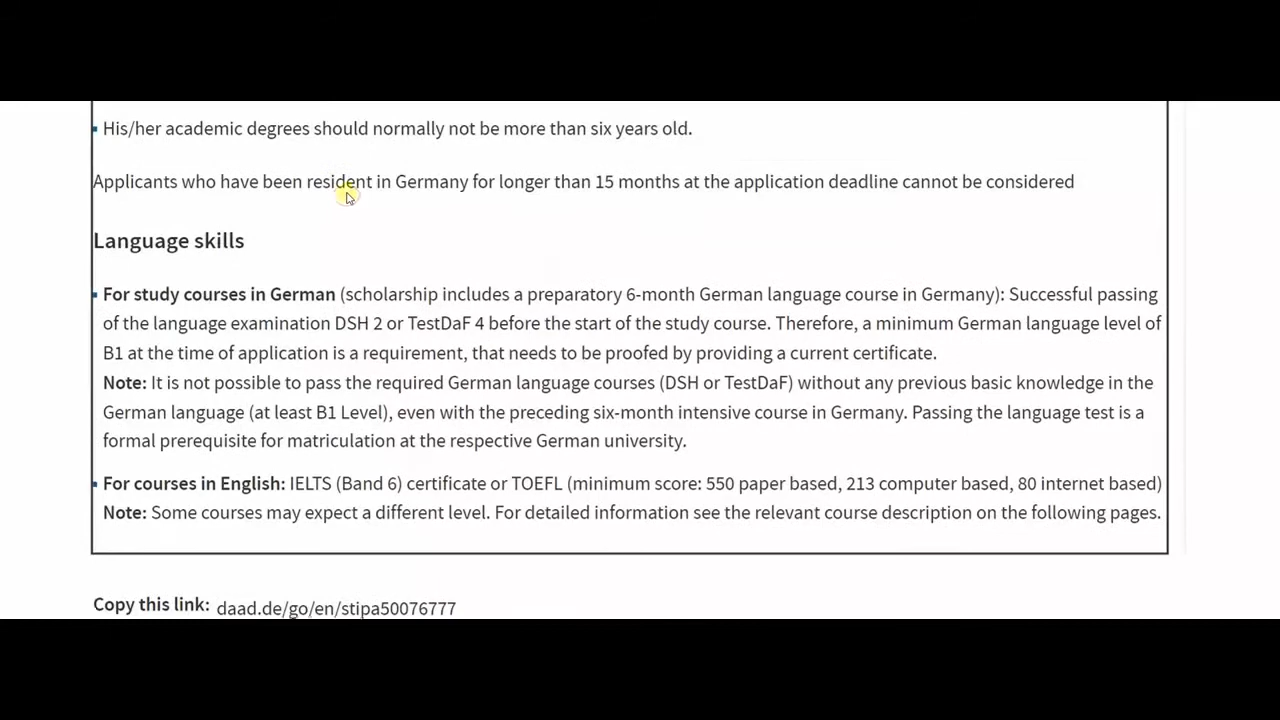 His/her academic degrees should normally not be more than six years old.
Applicants who have been resident in Germany for longer than 15 months at the application deadline cannot be considered
Language skills
For study courses in German (scholarship includes a preparatory 6-month German language course in Germany): Successful passing
of the language examination DSH 2 or TestDaF 4 before the start of the study course. Therefore, a minimum German language level of
B1 at the time of application is a requirement, that needs to be proofed by providing a current certificate.
Note: It is not possible to pass the required German language courses (DSH or TestDaF) without any previous basic knowledge in the
German language (at least B1 Level), even with the preceding six-month intensive course in Germany. Passing the language test is a
formal prerequisite for matriculation at the respective German university.
For courses in English: IELTS (Band 6) certificate or TOEFL (minimum score: 550 paper based, 213 computer based, 80 internet based)
Note: Some courses may expect a different level. For detailed information see the relevant course description on the following pages.
Copy this link: daad.de/go/en/stipa50076777